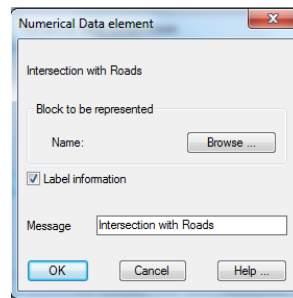 Numerical Data element
Intersection with Roads
Block to be represented
Name: Browse ...
Label information
Message Intersection with Roads
OK Cancel Help ...